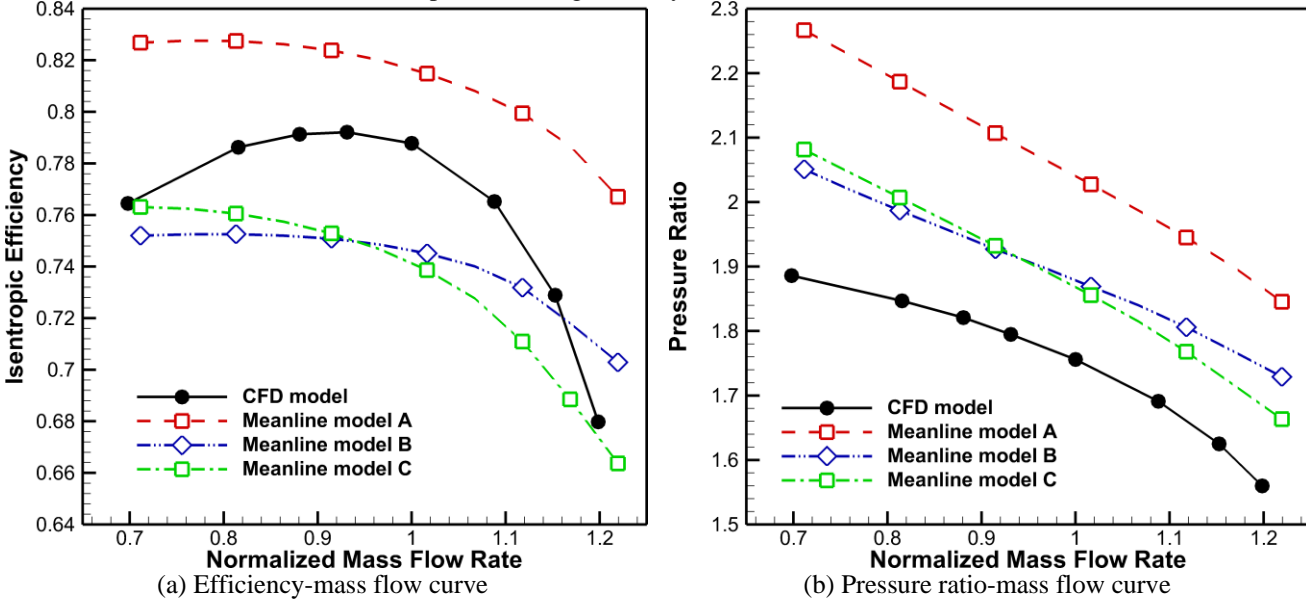 0.84
0.82
0.8
0.78
0.76
0.74
0.72
0.7
0.68
0.66
0.64
Isentropic Efficiency
CFD model
Meanline model A
Meanline model B
Meanline model C
0.7 0.8 0.9 1 1.1 1.2
Normalized Mass Flow Rate
(a) Efficiency-mass flow curve
2.3
2.2
2.1
2
1.9
1.8
1.7
1.6
1.5
Pressure Ratio
CFD model
Meanline model A
Meanline model B
Meanline model C
0.7 0.8 0.9 1 1.1 1.2
Normalized Mass Flow Rate
(b) Pressure ratio-mass flow curve